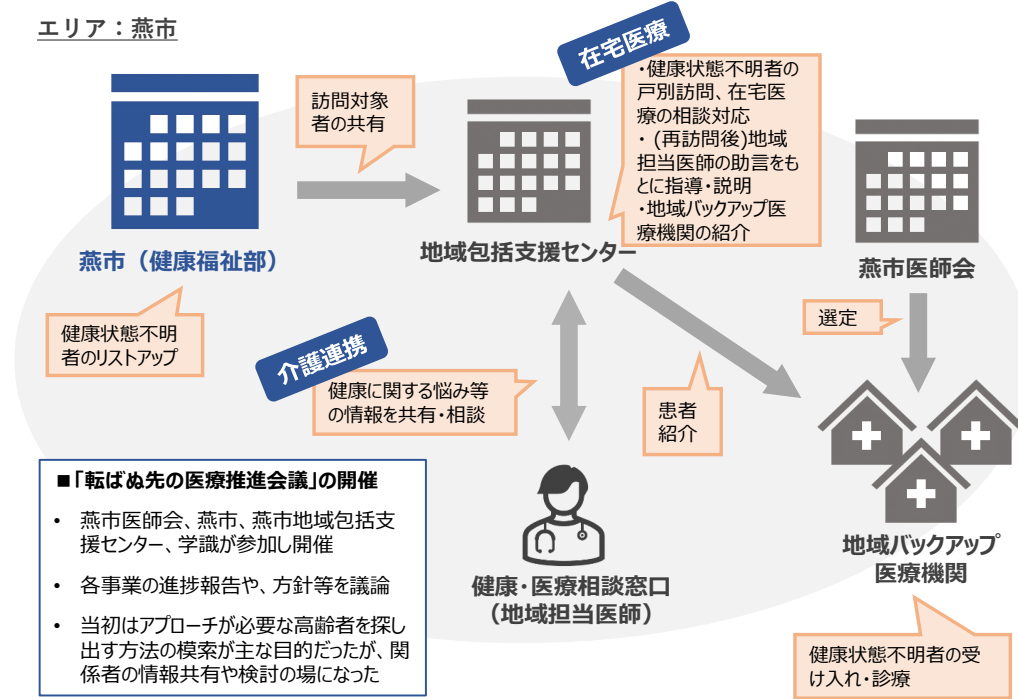 エリア：燕市
在宅医療
・健康状態不明者の
戸別訪問、在宅医
療の相談対応
・ (再訪問後)地域
担当医師の助言をも
とに指導・説明
・地域バックアップ医
療機関の紹介
訪問対象
者の共有
燕市（健康福祉部）
地域包括支援センター
燕市医師会
健康状態不明
者のリストアップ
選定
介護連携
健康に関する悩み等
の情報を共有・相談
患者
紹介
■「転ばぬ先の医療推進会議」の開催
• 燕市医師会、燕市、燕市地域包括支
援センター、学識が参加し開催
• 各事業の進捗報告や、方針等を議論
• 当初はアプローチが必要な高齢者を探し
出す方法の模索が主な目的だったが、関
係者の情報共有や検討の場になった
健康・医療相談窓口
（地域担当医師）
地域バックアップ
医療機関
健康状態不明者の受
け入れ・診療